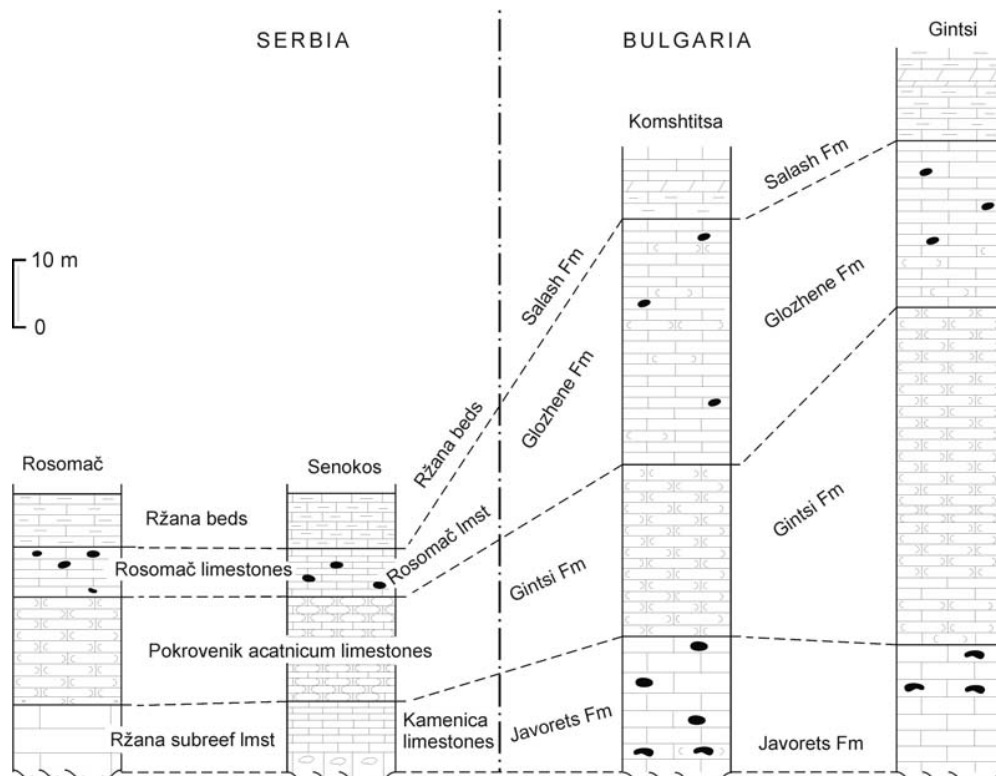 SERBIA
BULGARIA
Gintsi
Komshtitsa
Salash Fm
10 m
0
Salash Fm
Glozhene Fm
Glozhene Fm
Ržana beds
Rosomač
Senokos
Ržana beds
Rosomač lmst
Rosomač limestones
Gintsi Fm
Gintsi Fm
Pokrovenik acatnicum limestones
Ržana subreef lmst
Kamenica
limestones
Javorets Fm
Javorets Fm